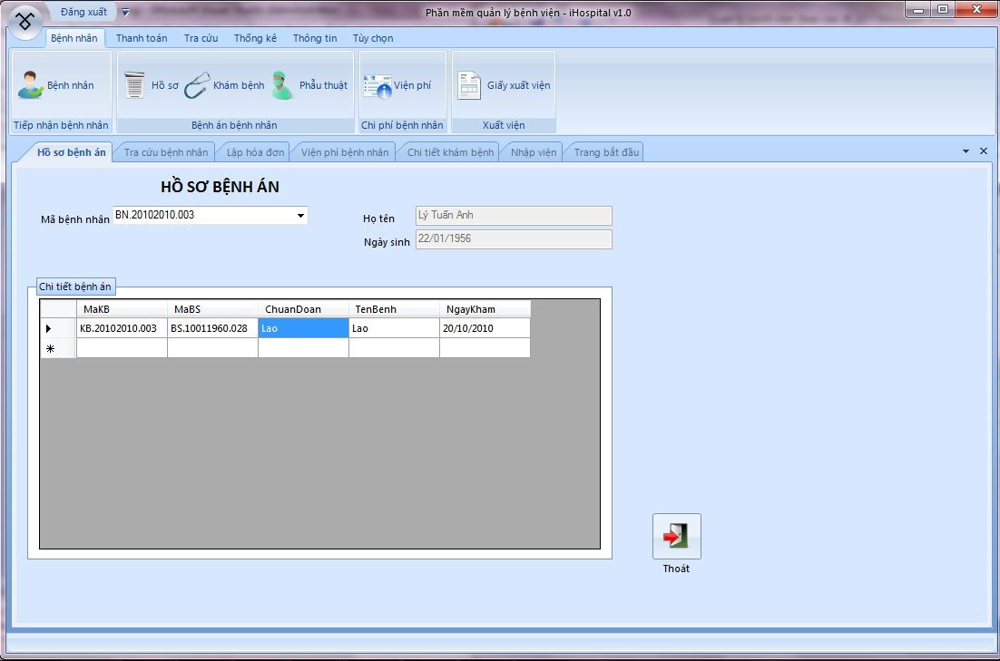 Đăng xuất
Phần mềm quản lý bệnh viện - iHospital v1.0
Bệnh nhân Thanh toán Tra cứu Thống kê Thông tin Tùy chọn
Bệnh nhân Hồ sơ Khám bệnh Phẫu thuật Viện phí Giấy xuất viện
Tiếp nhận bệnh nhân Bệnh án bệnh nhân Chi phí bệnh nhân Xuất viện
Hồ sơ bệnh án Tra cứu bệnh nhân Lập hóa đơn Viện phí bệnh nhân Chi tiết khám bệnh Nhập viện Trang bắt đầu
HỒ SƠ BỆNH ÁN
Mã bệnh nhân BN.20102010.003 Họ tên Lý Tuấn Anh
Ngày sinh 22/01/1956
Chi tiết bệnh án
MaKB MaBS ChuanDoan TenBenh NgayKham
KB.20102010.003 BS.10011960.028 Lao Lao 20/10/2010
Thoát